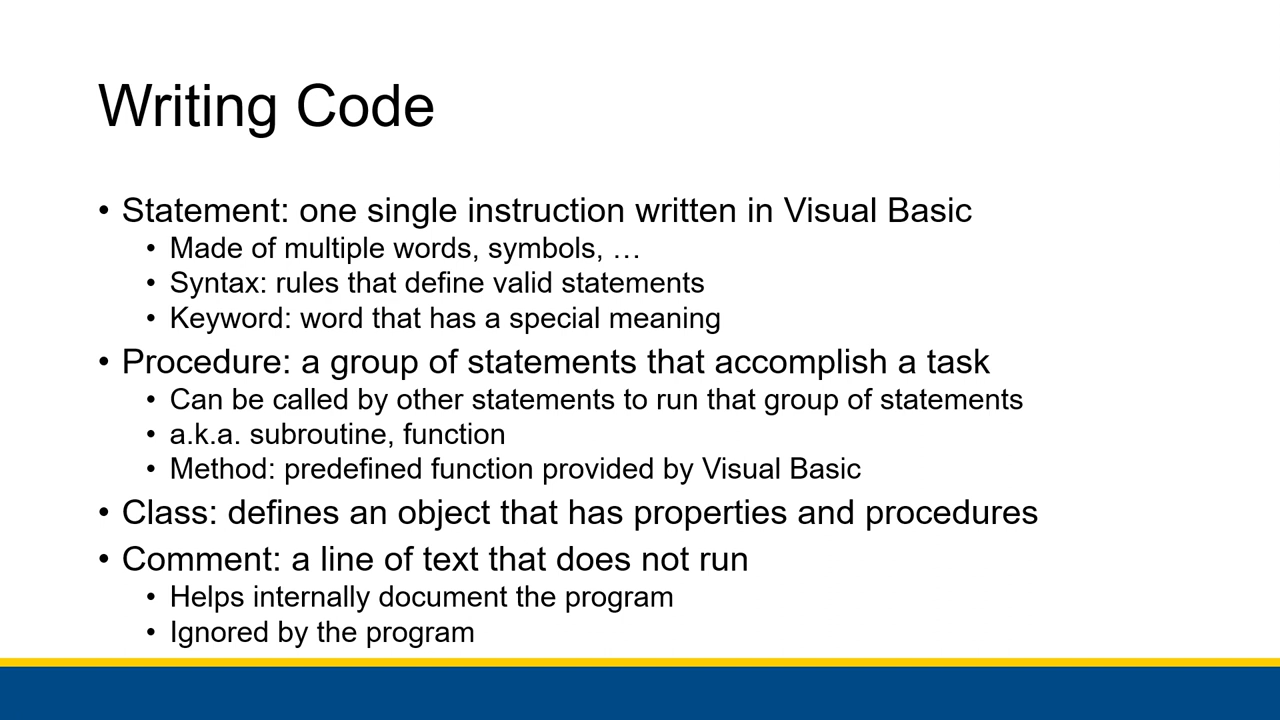 Writing Code
• Statement: one single instruction written in Visual Basic
• Made of multiple words, symbols, …
• Syntax: rules that define valid statements
• Keyword: word that has a special meaning
• Procedure: a group of statements that accomplish a task
• Can be called by other statements to run that group of statements
• a.k.a. subroutine, function
• Method: predefined function provided by Visual Basic
• Class: defines an object that has properties and procedures
• Comment: a line of text that does not run
• Helps internally document the program
• Ignored by the program